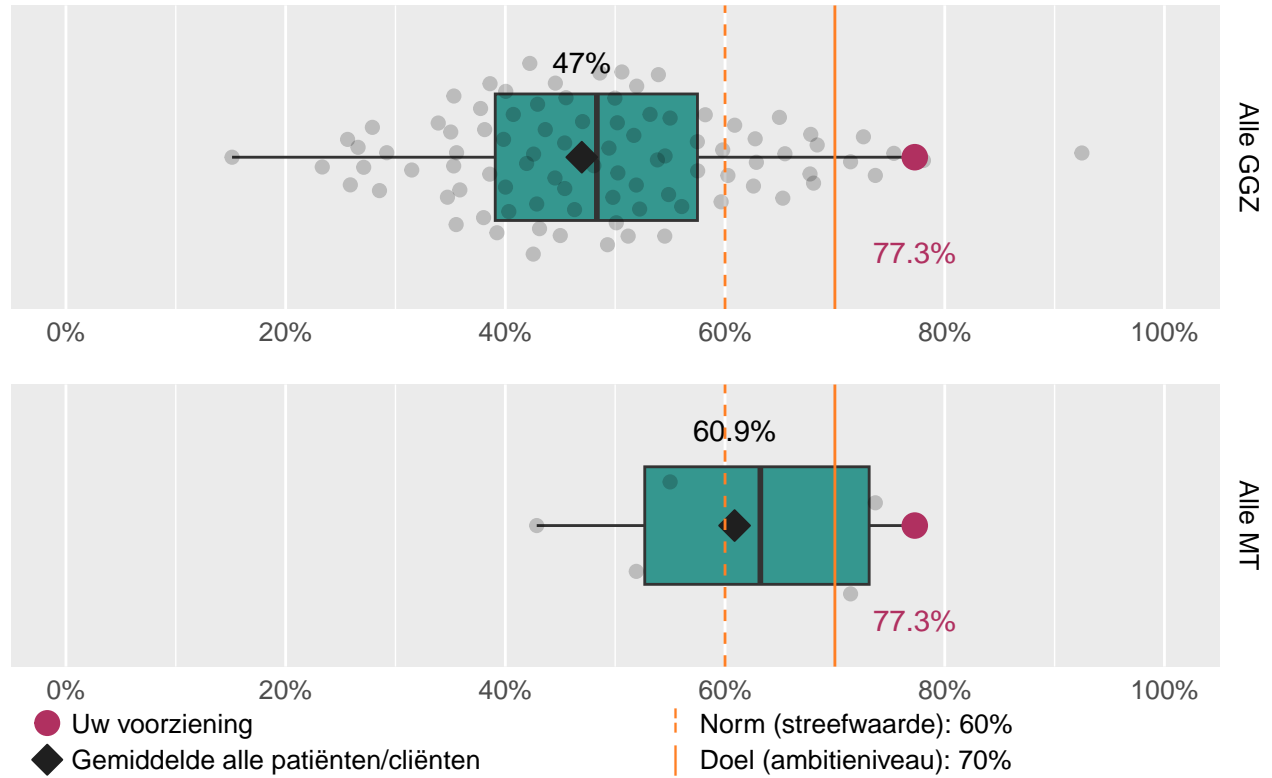 47%
77.3%
Alle GGZ
0% 20% 40% 60% 80% 100%
60.9%
77.3%
Alle MT
0% 20% 40% 60% 80% 100%
Uw voorziening
Gemiddelde alle patiënten/cliënten
Norm (streefwaarde): 60%
Doel (ambitieniveau): 70%